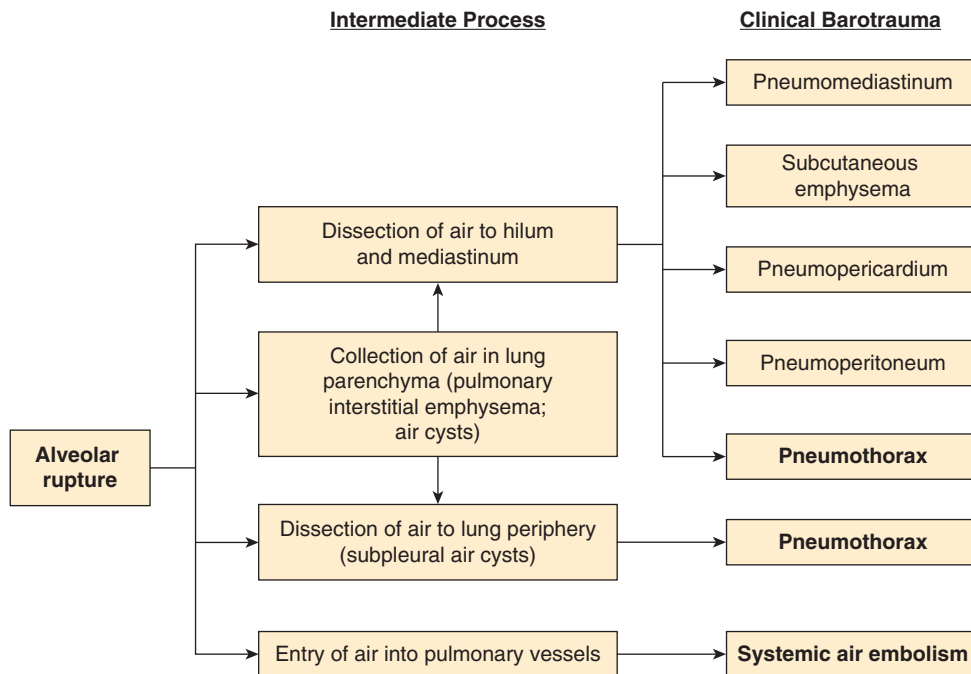 Intermediate Process
Clinical Barotrauma
Alveolar
rupture
Dissection of air to hilum
and mediastinum
Collection of air in lung
parenchyma (pulmonary
interstitial emphysema;
air cysts)
Dissection of air to lung periphery
(subpleural air cysts)
Entry of air into pulmonary vessels
Pneumomediastinum
Subcutaneous
emphysema
Pneumopericardium
Pneumoperitoneum
Pneumothorax
Pneumothorax
Systemic air embolism